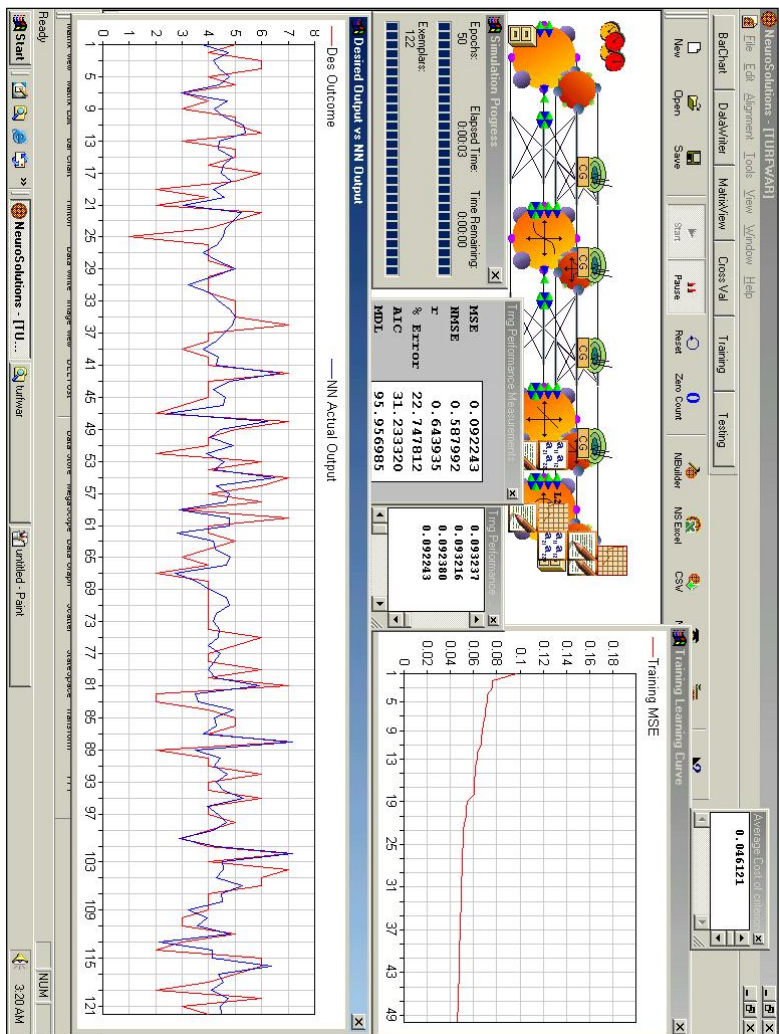 NeuroSolutions - [TURFWAR]
File Edit Alignment Tools View Window Help
New Open Save Start Pause Reset Zero Count NBuilder NS Excel CSW
BarChart DataWriter MatrixView Cross Val Training Testing
Average Cost of criterion
0.046121
CG CG CG CG
Simulation Progress
Epochs: Elapsed Time: Time Remaining:
50 0:00:03 0:00:00
Exemplars:
122
Trng Performance Measurements
MSE 0.092243
NMSE 0.587992
r 0.643935
% Error 22.747812
AIC 31.233320
MDL 95.956985
Trng Performance
0.093237
0.093216
0.092380
0.092243
Training Learning Curve
Training MSE
0.18
0.16
0.14
0.12
0.1
0.08
0.06
0.04
0.02
0
1 5 9 13 19 25 31 37 43 49
Desired Output vs NN Output
Des Outcome NN Actual Output
8
7
6
5
4
3
2
1
0
1 5 9 13 17 21 25 29 33 37 41 45 49 53 57 61 66 69 73 77 81 85 89 93 97 103 109 115 121
Ready NUM
Start » NeuroSolutions - [TU... turfwar untitled - Paint 3:20 AM